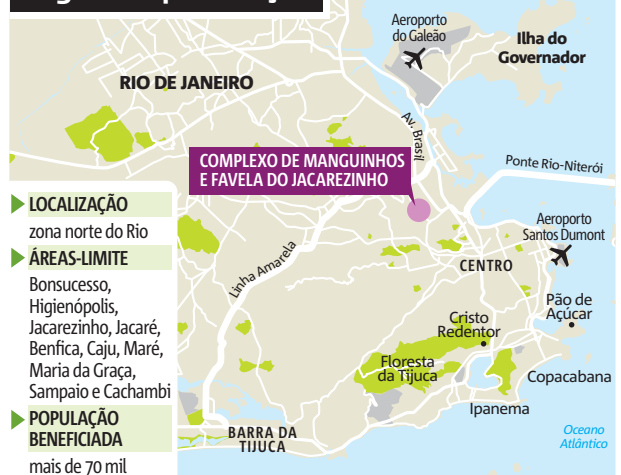 RIO DE JANEIRO
Aeroporto
do Galeão
Ilha do
Governador
Av. Brasil
COMPLEXO DE MANGUINHOS
E FAVELA DO JACAREZINHO
Ponte Rio-Niterói
LOCALIZAÇÃO
zona norte do Rio
ÁREAS-LIMITE
Bonsucesso,
Higienópolis,
Jacarezinho, Jacaré,
Benfica, Caju, Maré,
Maria da Graça,
Sampaio e Cachambi
POPULAÇÃO
BENEFICIADA
mais de 70 mil
Linha Amarela
Aeroporto
Santos Dumont
CENTRO
Pão de
Açúcar
Cristo
Redentor
Floresta
da Tijuca
Copacabana
Ipanema
BARRA DA
TIJUCA
Oceano
Atlântico